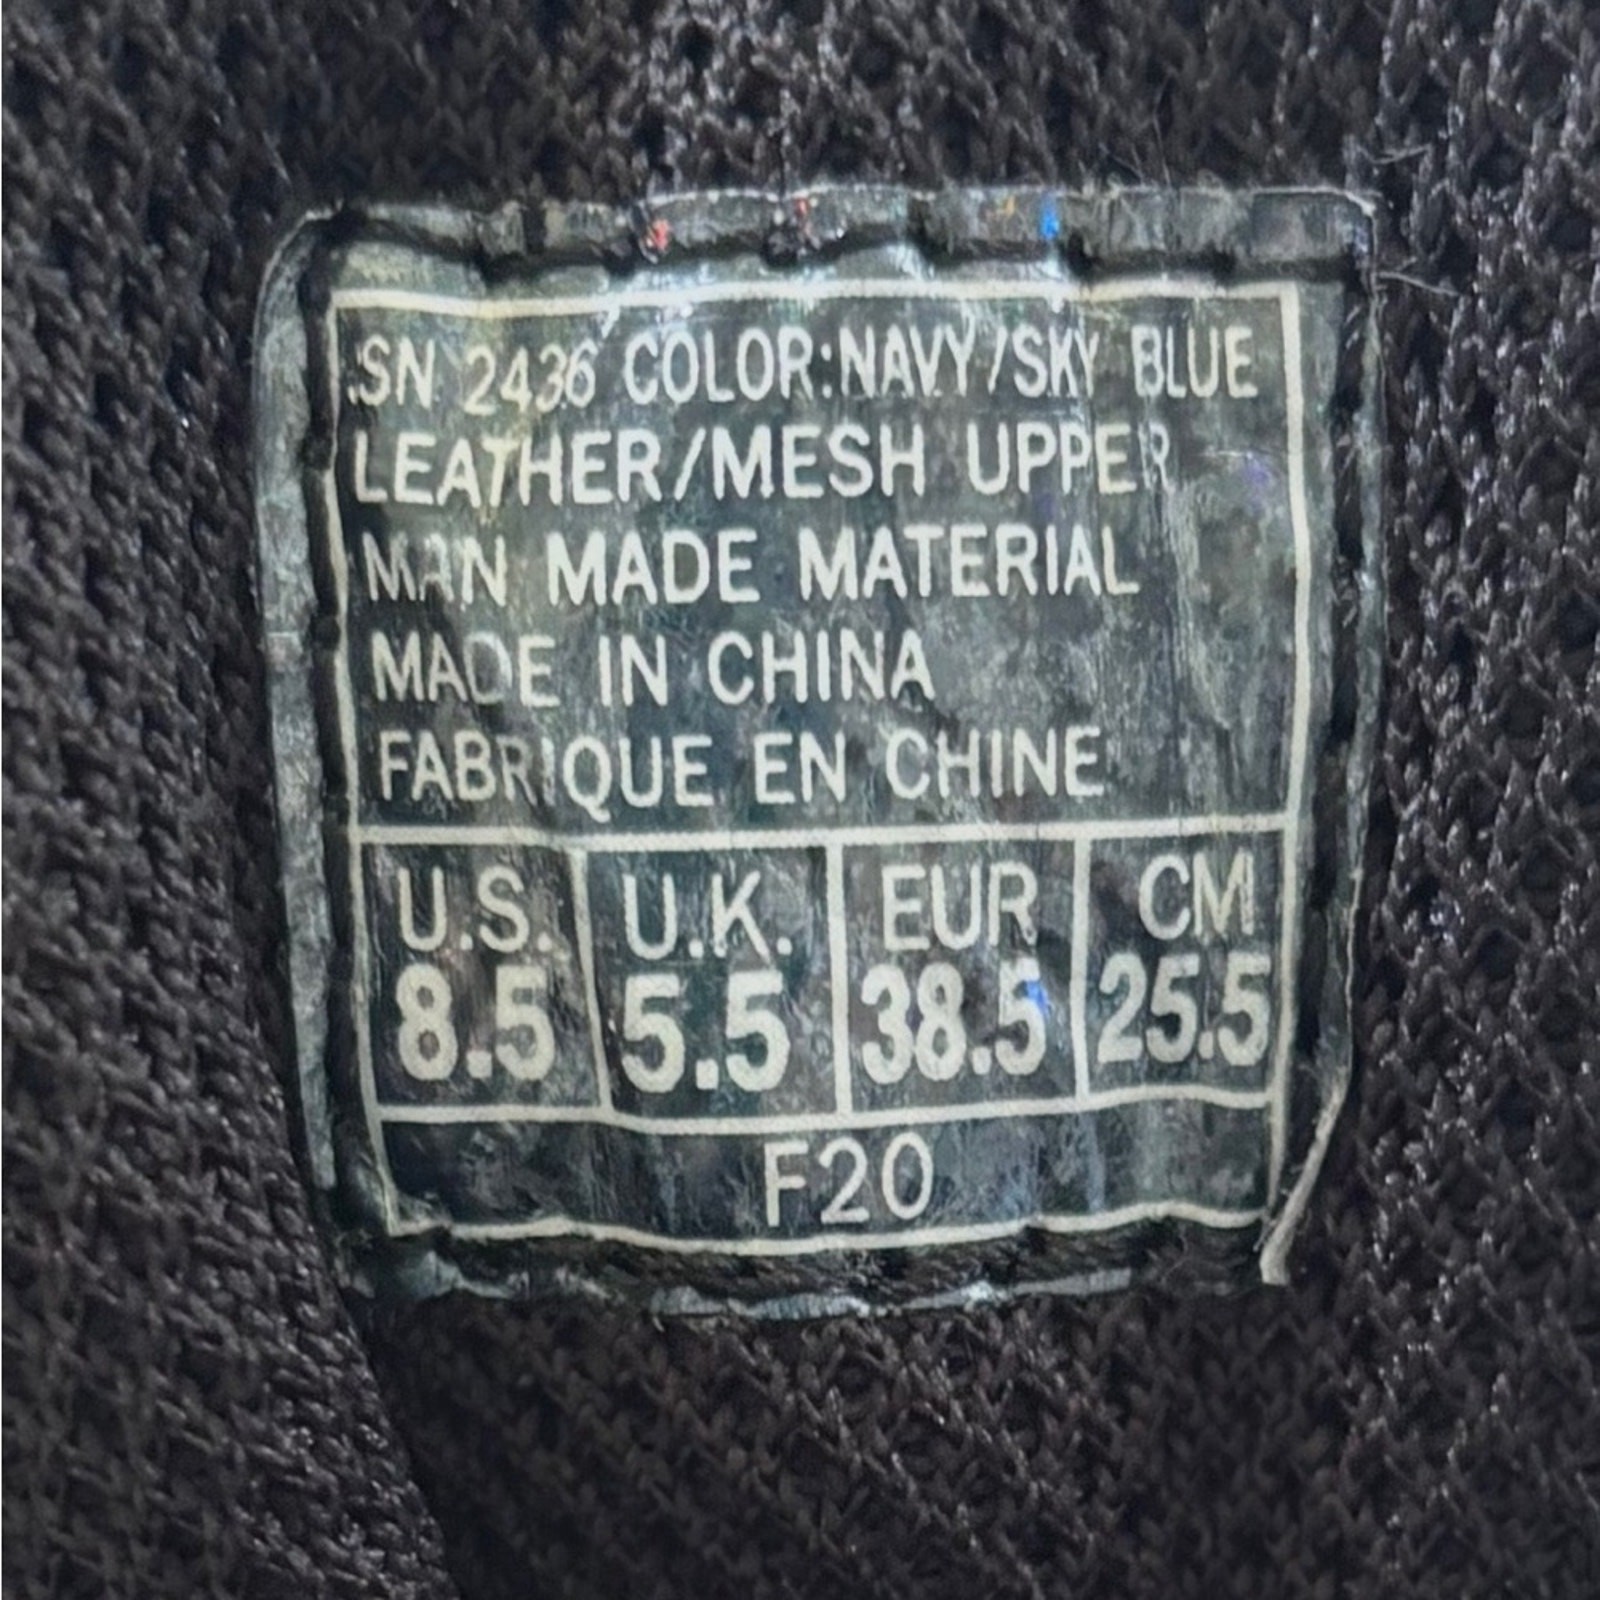 SN 2436 COLOR:NAVY/SKY BLUE
LEATHER/MESH UPPER
MAN MADE MATERIAL
MADE IN CHINA
FABRIQUE EN CHINE
U.S. U.K. EUR CM
8.5 5.5 38.5 25.5
F20